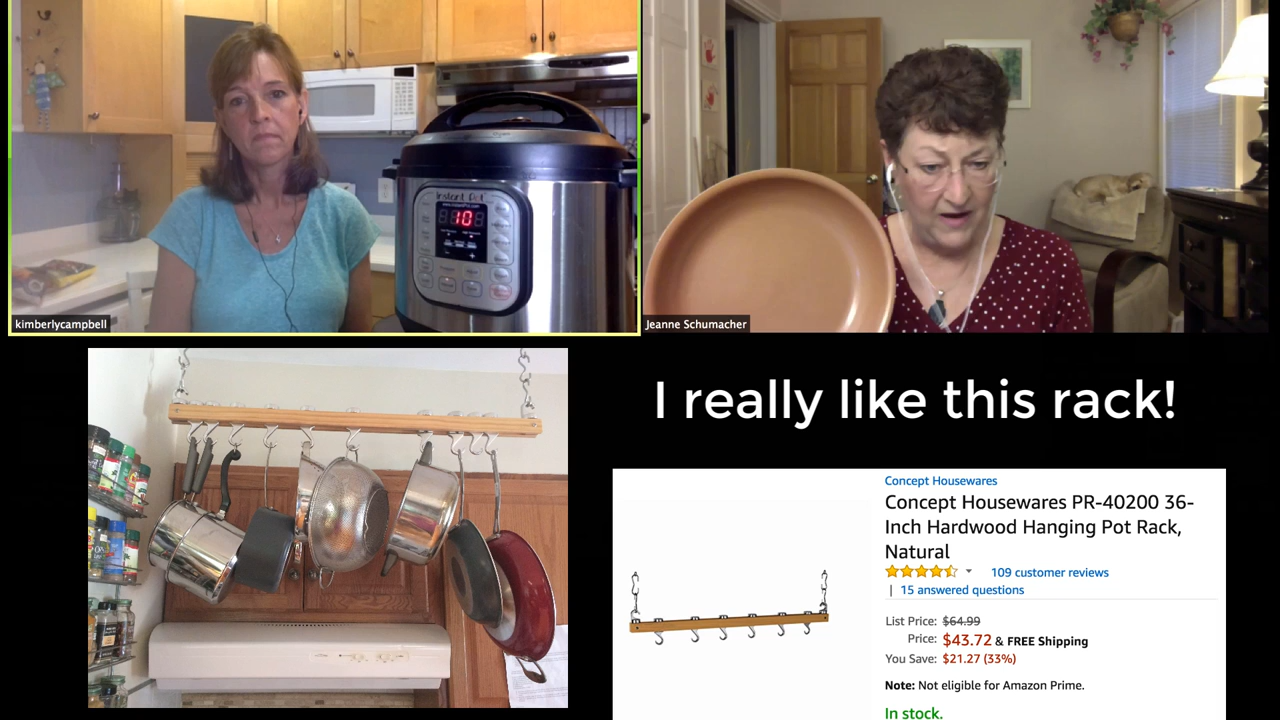 Instant Pot
10
kimberlycampbell
Jeanne Schumacher
I really like this rack!
Concept Housewares
Concept Housewares PR-40200 36-
Inch Hardwood Hanging Pot Rack,
Natural
109 customer reviews
| 15 answered questions
List Price: $64.99
Price: $43.72 & FREE Shipping
You Save: $21.27 (33%)
Note: Not eligible for Amazon Prime.
In stock.